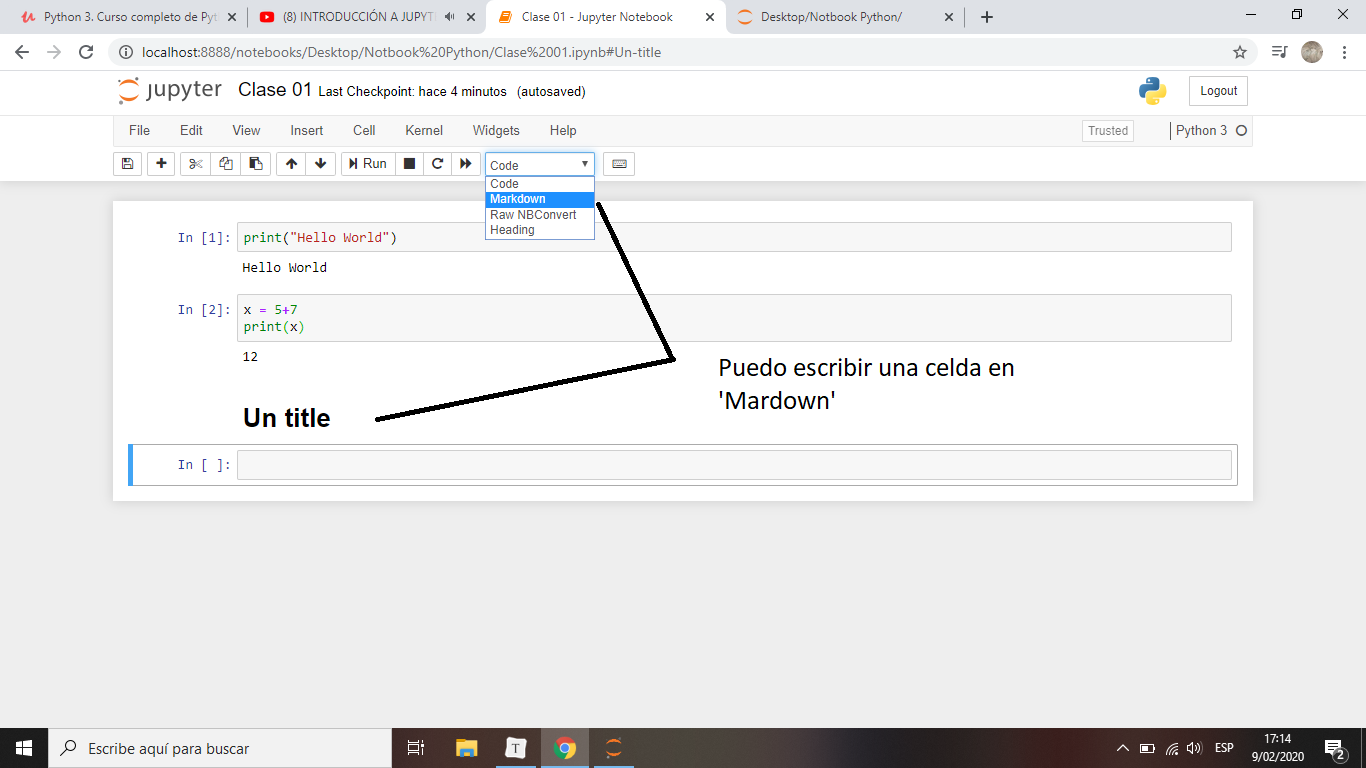 Python 3. Curso completo de Pyt
(8) INTRODUCCIÓN A JUPYT
Clase 01 - Jupyter Notebook
Desktop/Notbook Python/
localhost:8888/notebooks/Desktop/Notbook%20Python/Clase%2001.ipynb#Un-title
jupyter Clase 01 Last Checkpoint: hace 4 minutos (autosaved)
Logout
File Edit View Insert Cell Kernel Widgets Help
Trusted
Python 3
Run
Code
Code
Markdown
Raw NBConvert
Heading
In [1]: print("Hello World")
Hello World
In [2]: x = 5+7
print(x)
12
Puedo escribir una celda en
'Mardown'
Un title
In [ ]:
Escribe aquí para buscar
T
ESP
17:14
9/02/2020
2